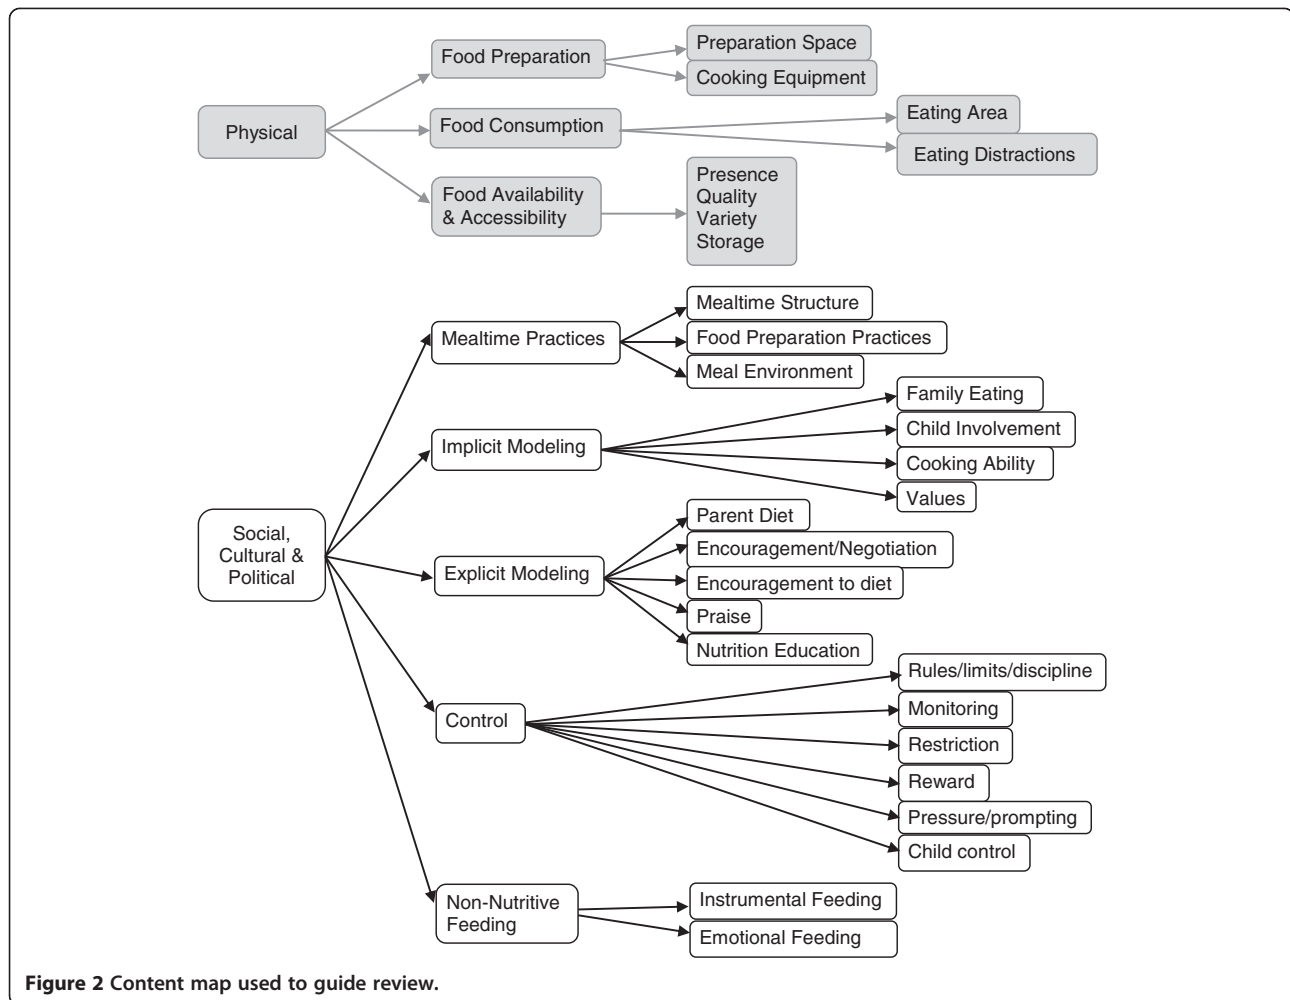 Physical
Food Preparation
Preparation Space
Cooking Equipment
Food Consumption
Eating Area
Eating Distractions
Food Availability
& Accessibility
Presence
Quality
Variety
Storage
Social,
Cultural &
Political
Mealtime Practices
Mealtime Structure
Food Preparation Practices
Meal Environment
Implicit Modeling
Family Eating
Child Involvement
Cooking Ability
Values
Explicit Modeling
Parent Diet
Encouragement/Negotiation
Encouragement to diet
Praise
Nutrition Education
Control
Rules/limits/discipline
Monitoring
Restriction
Reward
Pressure/prompting
Child control
Non-Nutritive
Feeding
Instrumental Feeding
Emotional Feeding
Figure 2 Content map used to guide review.